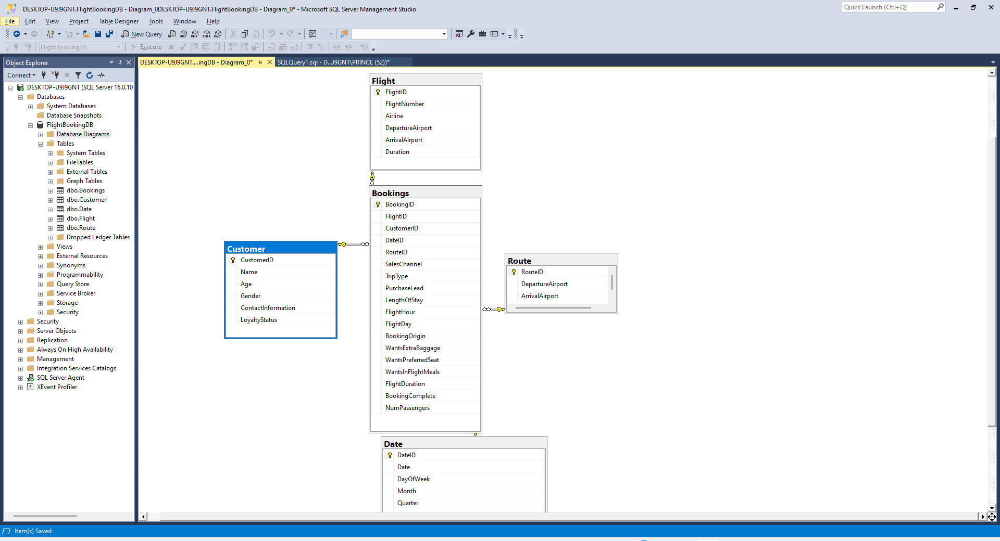 DESKTOP-U9J9GNT.FlightBookingDB - Diagram_0DESKTOP-U9J9GNT.FlightBookingDB - Diagram_0* - Microsoft SQL Server Management Studio
Quick Launch (Ctrl+Q)
File Edit View Project Table Designer Tools Window Help
New Query MDX DMX XMLA DAX
FlightBookingDB Execute
Object Explorer
DESKTOP-U9J9GNT....ingDB - Diagram_0* SQLQuery1.sql - D...J9GNT\PRINCE (52))*
Connect
DESKTOP-U9J9GNT (SQL Server 16.0.10
Databases
System Databases
Database Snapshots
FlightBookingDB
Database Diagrams
Tables
System Tables
FileTables
External Tables
Graph Tables
dbo.Bookings
dbo.Customer
dbo.Date
dbo.Flight
dbo.Route
Dropped Ledger Tables
Views
External Resources
Synonyms
Programmability
Query Store
Service Broker
Storage
Security
Security
Server Objects
Replication
Always On High Availability
Management
Integration Services Catalogs
SQL Server Agent
XEvent Profiler
Flight
FlightID
FlightNumber
Airline
DepartureAirport
ArrivalAirport
Duration
Bookings
BookingID
FlightID
CustomerID
DateID
RouteID
SalesChannel
TripType
PurchaseLead
LengthOfStay
FlightHour
FlightDay
BookingOrigin
WantsExtraBaggage
WantsPreferredSeat
WantsInFlightMeals
FlightDuration
BookingComplete
NumPassengers
Customer
CustomerID
Name
Age
Gender
ContactInformation
LoyaltyStatus
Route
RouteID
DepartureAirport
ArrivalAirport
Date
DateID
Date
DayOfWeek
Month
Quarter
Item(s) Saved